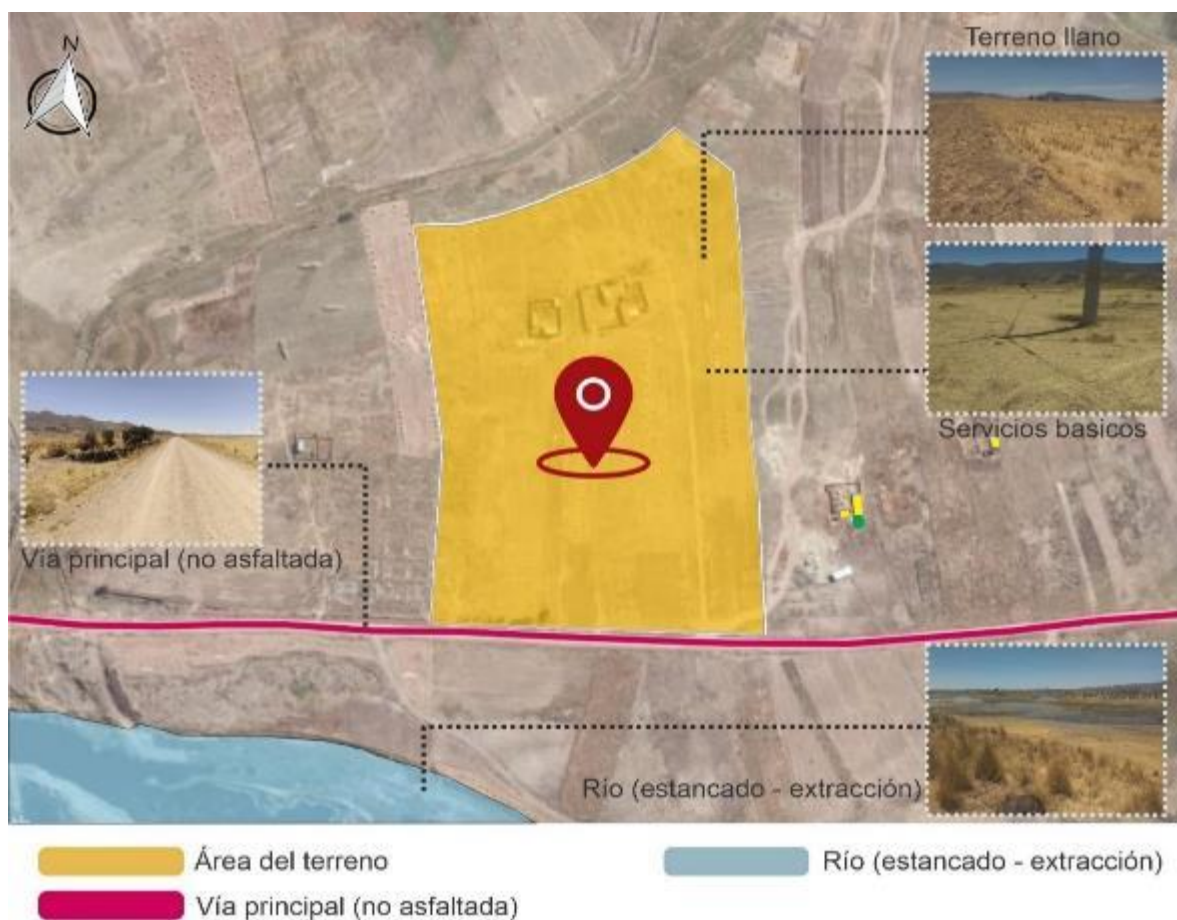 N
Terreno llano
Servicios basicos
Vía principal (no asfaltada)
Río (estancado - extracción)
Área del terreno
Río (estancado - extracción)
Vía principal (no asfaltada)